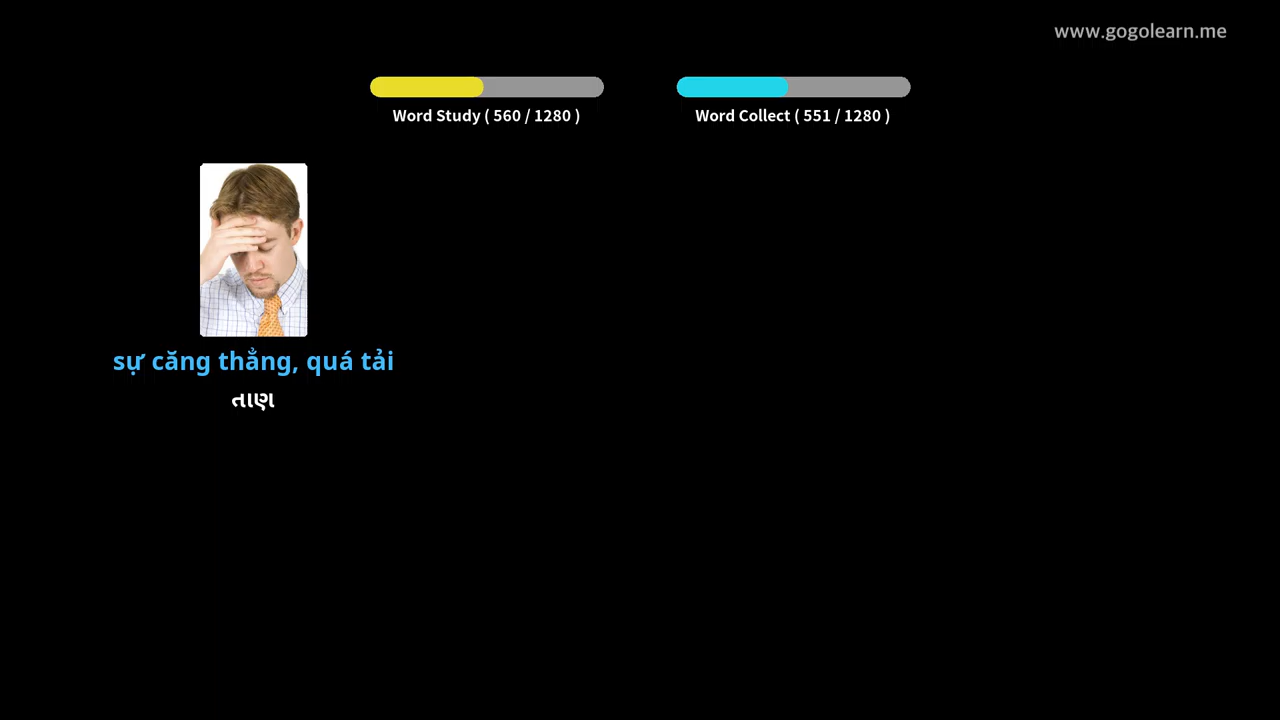 www.gogolearn.me
Word Study ( 560 / 1280 )
Word Collect ( 551 / 1280 )
sự căng thẳng, quá tải
તાણ